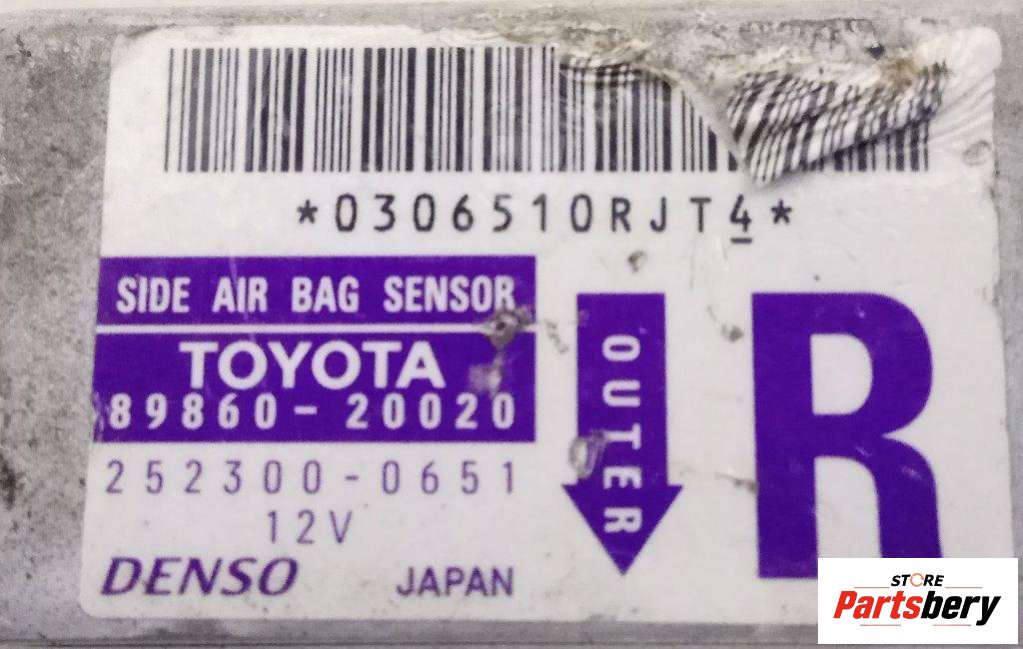 *0306510RJT4*
SIDE AIR BAG SENSOR
TOYOTA
89860-20020
252300-0651
12V
DENSO JAPAN
OUTER
R
STORE
Partsbery